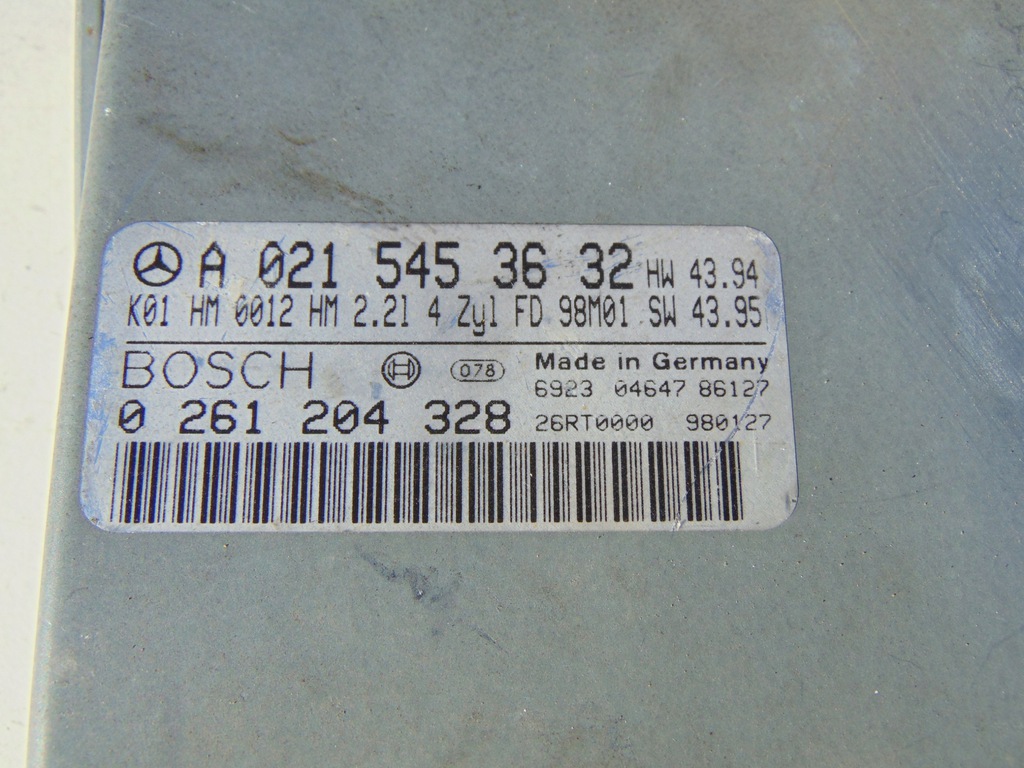 A 021 545 36 32 HW 43.94
K01 HM 0012 HM 2.2l 4 Zyl FD 98M01 SW 43.95
BOSCH 078 Made in Germany
6923 04647 86127
0 261 204 328 26RT0000 980127